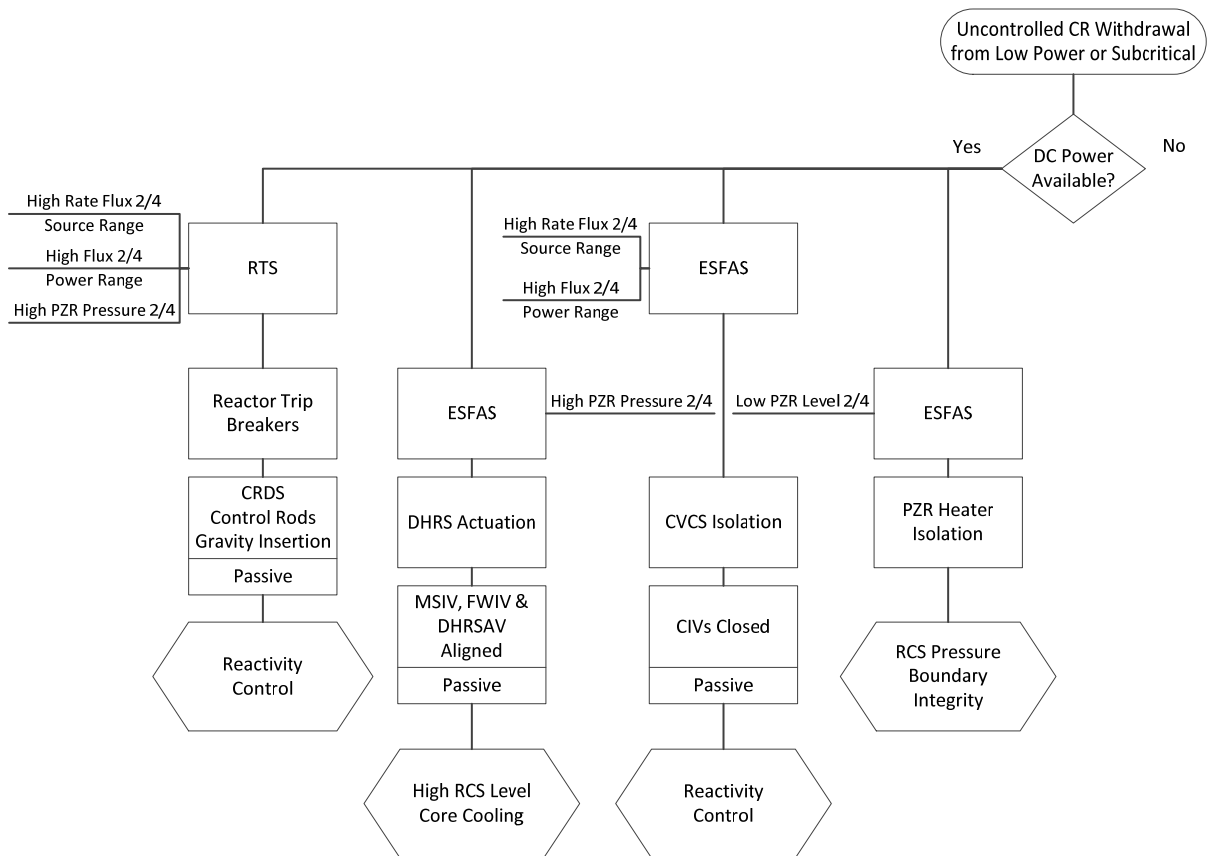 Uncontrolled CR Withdrawal
from Low Power or Subcritical
Yes
No
DC Power
Available?
High Rate Flux 2/4
Source Range
High Flux 2/4
Power Range
High PZR Pressure 2/4
RTS
High Rate Flux 2/4
Source Range
High Flux 2/4
Power Range
ESFAS
Reactor Trip
Breakers
ESFAS
High PZR Pressure 2/4
Low PZR Level 2/4
ESFAS
CRDS
Control Rods
Gravity Insertion
Passive
DHRS Actuation
CVCS Isolation
PZR Heater
Isolation
MSIV, FWIV &
DHRSAV
Aligned
Passive
CIVs Closed
Passive
Reactivity
Control
RCS Pressure
Boundary
Integrity
High RCS Level
Core Cooling
Reactivity
Control